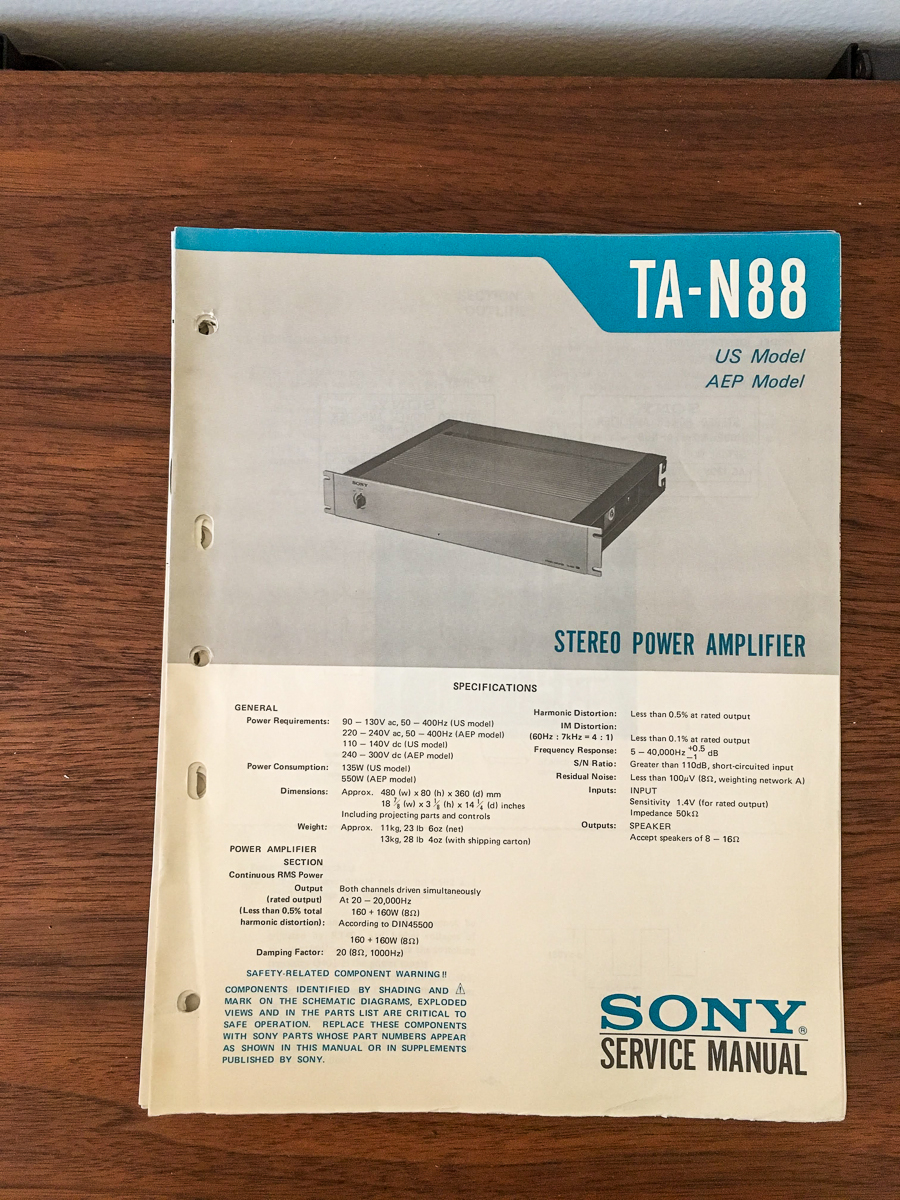 TA-N88
US Model
AEP Model
SONY
STEREO POWER AMPLIFIER
SPECIFICATIONS
GENERAL
Power Requirements: 90 – 130V ac, 50 – 400Hz (US model)
220 – 240V ac, 50 – 400Hz (AEP model)
110 – 140V dc (US model)
240 – 300V dc (AEP model)
Power Consumption: 135W (US model)
550W (AEP model)
Dimensions: Approx. 480 (w) x 80 (h) x 360 (d) mm
18 7/8 (w) x 3 1/8 (h) x 14 1/4 (d) inches
Including projecting parts and controls
Weight: Approx. 11kg, 23 lb 6oz (net)
13kg, 28 lb 4oz (with shipping carton)
POWER AMPLIFIER
SECTION
Continuous RMS Power
Output Both channels driven simultaneously
(rated output) At 20 – 20,000Hz
(Less than 0.5% total 160 + 160W (8Ω)
harmonic distortion): According to DIN45500
160 + 160W (8Ω)
Damping Factor: 20 (8Ω, 1000Hz)
Harmonic Distortion: Less than 0.5% at rated output
IM Distortion:
(60Hz : 7kHz = 4 : 1) Less than 0.1% at rated output
Frequency Response: 5 – 40,000Hz +0.5 −1 dB
S/N Ratio: Greater than 110dB, short-circuited input
Residual Noise: Less than 100μV (8Ω, weighting network A)
Inputs: INPUT
Sensitivity 1.4V (for rated output)
Impedance 50kΩ
Outputs: SPEAKER
Accept speakers of 8 – 16Ω
SAFETY-RELATED COMPONENT WARNING!!
COMPONENTS IDENTIFIED BY SHADING AND ⚠
MARK ON THE SCHEMATIC DIAGRAMS, EXPLODED
VIEWS AND IN THE PARTS LIST ARE CRITICAL TO
SAFE OPERATION. REPLACE THESE COMPONENTS
WITH SONY PARTS WHOSE PART NUMBERS APPEAR
AS SHOWN IN THIS MANUAL OR IN SUPPLEMENTS
PUBLISHED BY SONY.
SONY®
SERVICE MANUAL